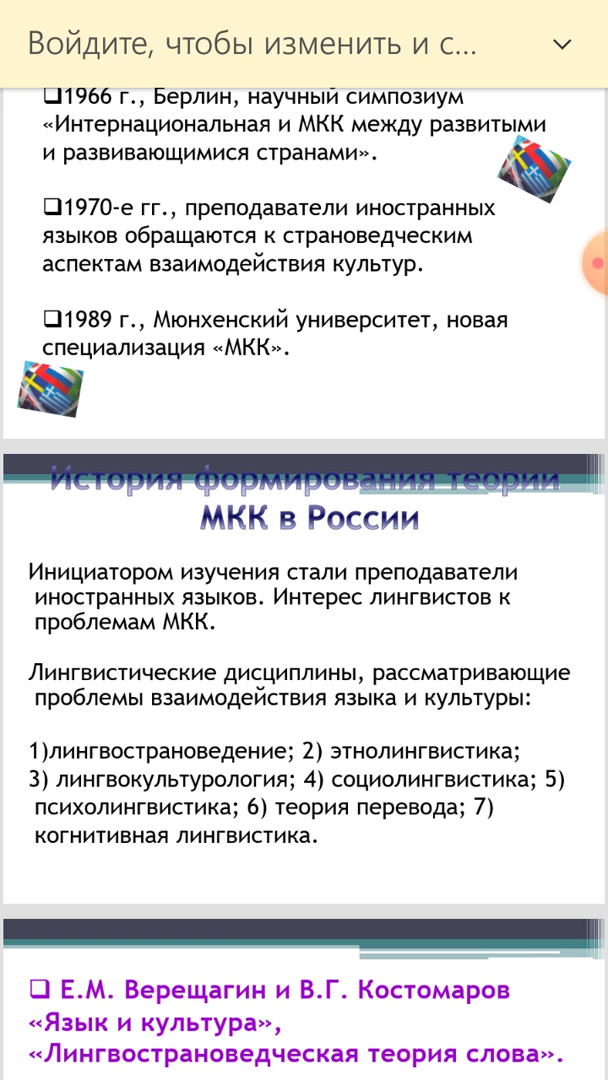 Войдите, чтобы изменить и с...
❑1966 г., Берлин, научный симпозиум
«Интернациональная и МКК между развитыми
и развивающимися странами».
❑1970-е гг., преподаватели иностранных
языков обращаются к страноведческим
аспектам взаимодействия культур.
❑1989 г., Мюнхенский университет, новая
специализация «МКК».
История формирования теории
МКК в России
Инициатором изучения стали преподаватели
иностранных языков. Интерес лингвистов к
проблемам МКК.
Лингвистические дисциплины, рассматривающие
проблемы взаимодействия языка и культуры:
1)лингвострановедение; 2) этнолингвистика;
3) лингвокультурология; 4) социолингвистика; 5)
психолингвистика; 6) теория перевода; 7)
когнитивная лингвистика.
❑ Е.М. Верещагин и В.Г. Костомаров
«Язык и культура»,
«Лингвострановедческая теория слова».